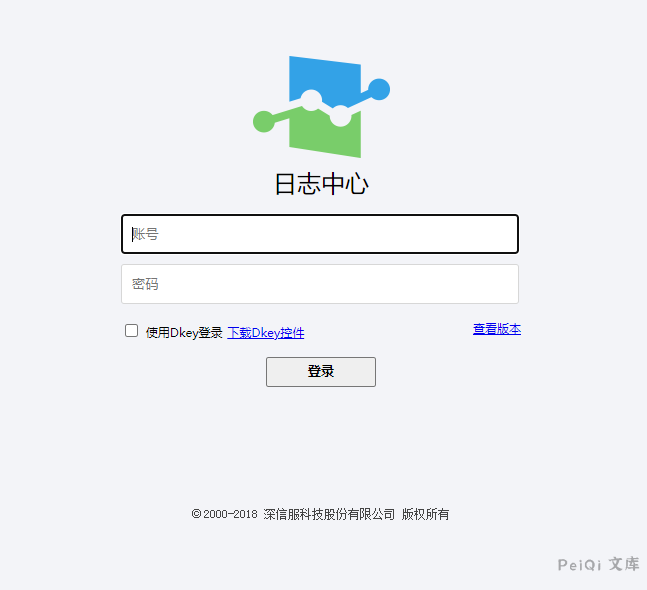 日志中心
账号
密码
使用Dkey登录 下载Dkey控件 查看版本
登录
©2000-2018 深信服科技股份有限公司 版权所有
PeiQi 文库